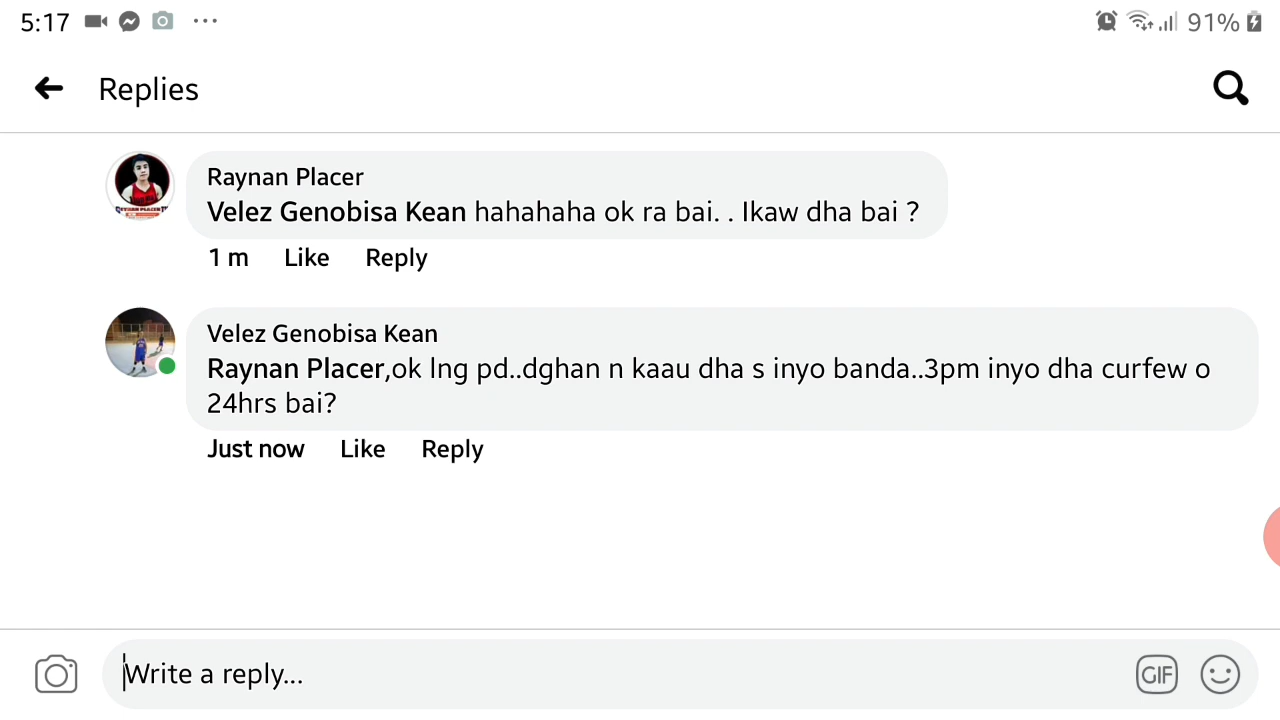 5:17 ... 91%
Replies
Raynan Placer
Velez Genobisa Kean hahahaha ok ra bai. . Ikaw dha bai ?
1 m Like Reply
Velez Genobisa Kean
Raynan Placer,ok lng pd..dghan n kaau dha s inyo banda..3pm inyo dha curfew o
24hrs bai?
Just now Like Reply
Write a reply...
GIF